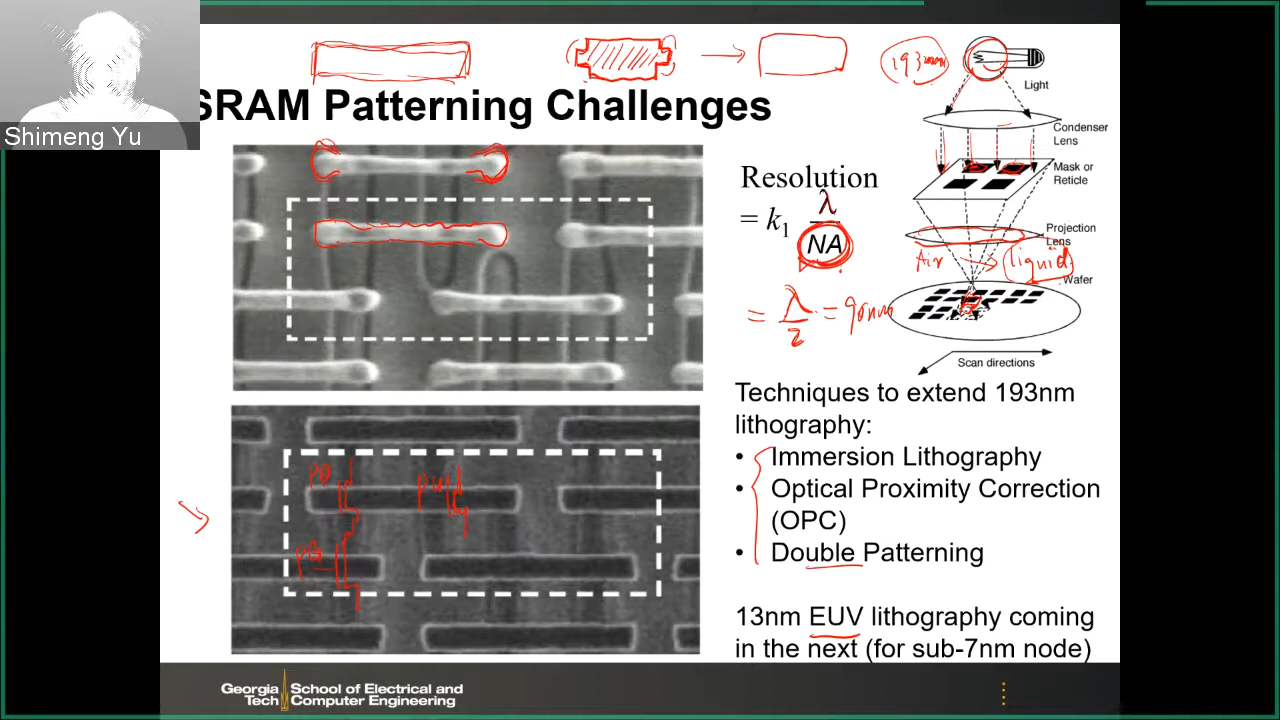 Shimeng Yu
SRAM Patterning Challenges
193nm
Light
Condenser
Lens
Mask or
Reticle
Projection
Lens
Air → liquid
Wafer
Scan directions
Resolution
= k₁ λ / NA
= λ / 2 = 90nm
PG
PU
PG
Techniques to extend 193nm
lithography:
• Immersion Lithography
• Optical Proximity Correction
(OPC)
• Double Patterning
13nm EUV lithography coming
in the next (for sub-7nm node)
Georgia Tech
School of Electrical and
Computer Engineering